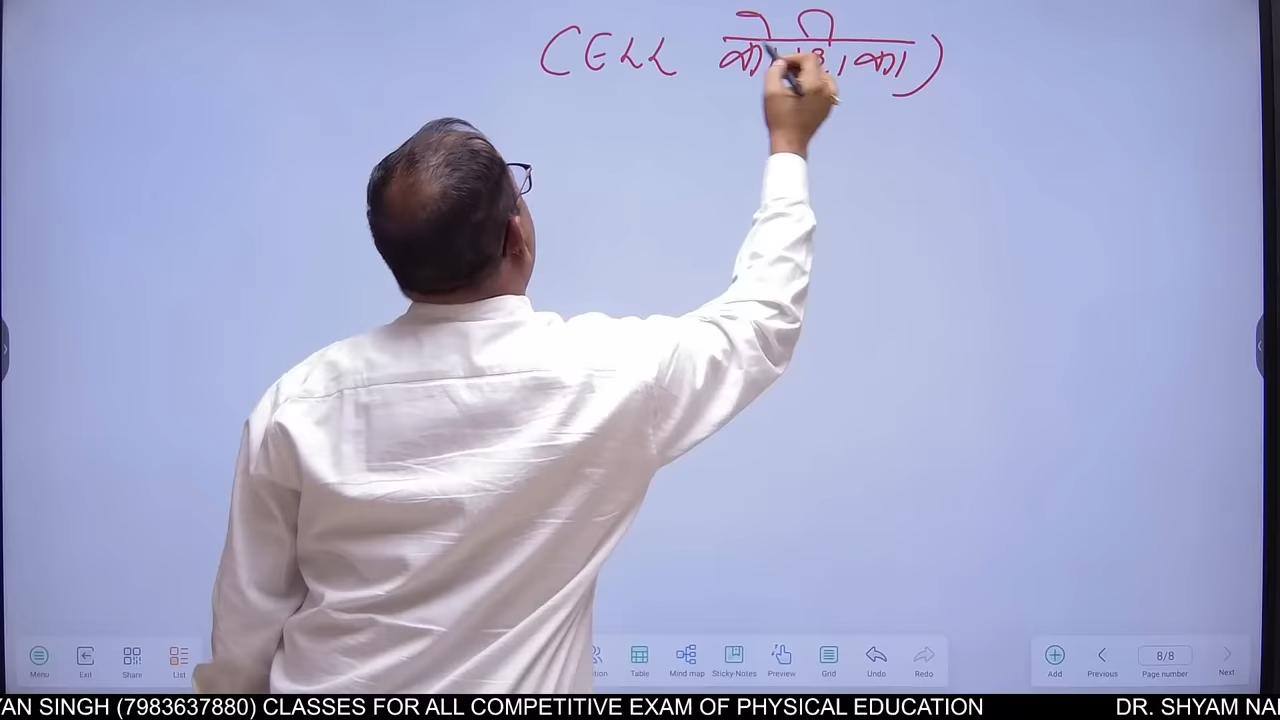 CELL कोशिका)
Menu
Exit
Share
List
Table
Mind map
Sticky-Notes
Preview
Grid
Undo
Redo
Add
Previous
8/8
Page number
Next
YAN SINGH (7983637880) CLASSES FOR ALL COMPETITIVE EXAM OF PHYSICAL EDUCATION DR. SHYAM NA